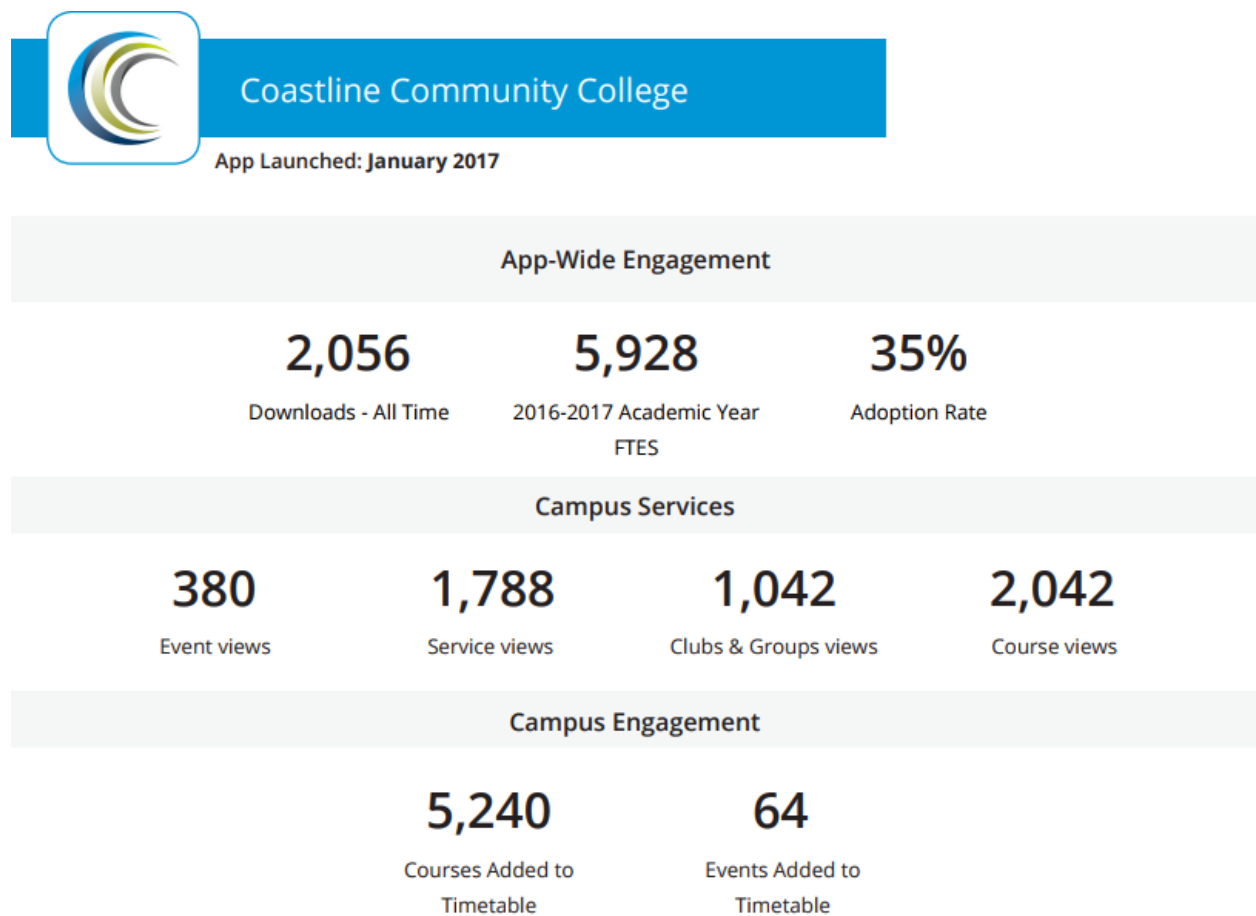 Coastline Community College
App Launched: January 2017
App-Wide Engagement
2,056 5,928 35%
Downloads - All Time 2016-2017 Academic Year Adoption Rate
FTES
Campus Services
380 1,788 1,042 2,042
Event views Service views Clubs & Groups views Course views
Campus Engagement
5,240 64
Courses Added to Events Added to
Timetable Timetable